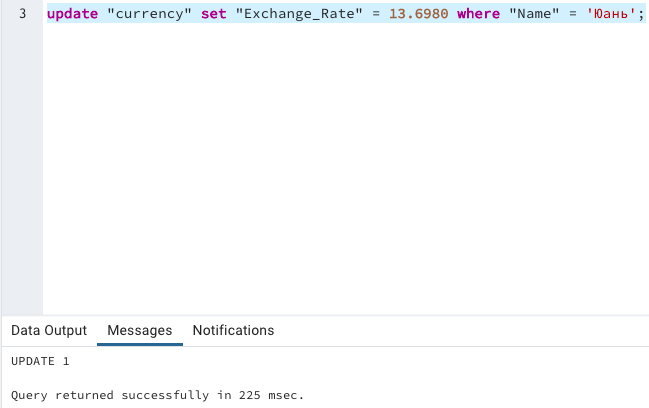 3 update "currency" set "Exchange_Rate" = 13.6980 where "Name" = 'Юань';
Data Output Messages Notifications
UPDATE 1
Query returned successfully in 225 msec.